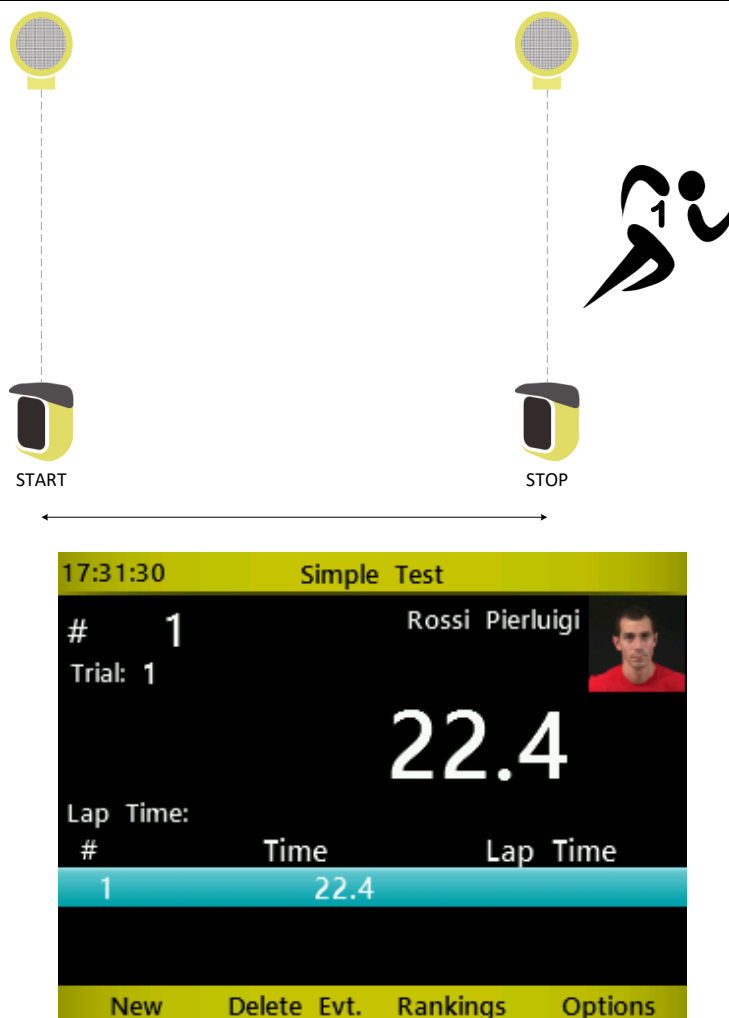 1
START STOP
17:31:30 Simple Test
# 1 Rossi Pierluigi
Trial: 1
22.4
Lap Time:
# Time Lap Time
1 22.4
New Delete Evt. Rankings Options